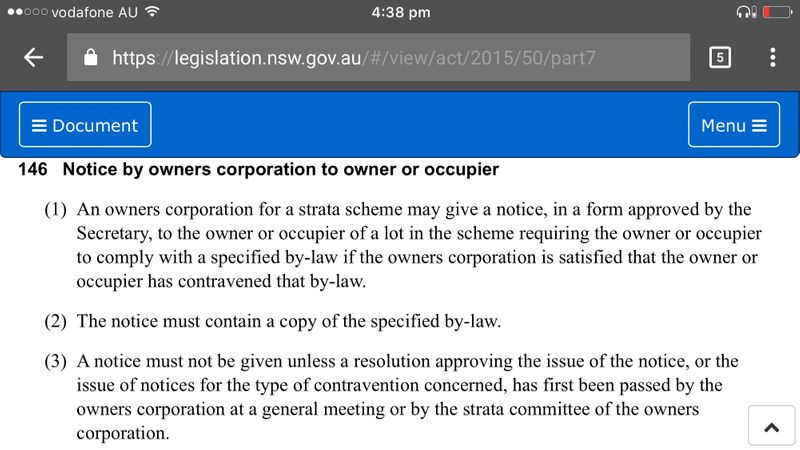 vodafone AU 4:38 pm
https://legislation.nsw.gov.au/#/view/act/2015/50/part7 5
Document Menu
146 Notice by owners corporation to owner or occupier
(1) An owners corporation for a strata scheme may give a notice, in a form approved by the
Secretary, to the owner or occupier of a lot in the scheme requiring the owner or occupier
to comply with a specified by-law if the owners corporation is satisfied that the owner or
occupier has contravened that by-law.
(2) The notice must contain a copy of the specified by-law.
(3) A notice must not be given unless a resolution approving the issue of the notice, or the
issue of notices for the type of contravention concerned, has first been passed by the
owners corporation at a general meeting or by the strata committee of the owners
corporation.